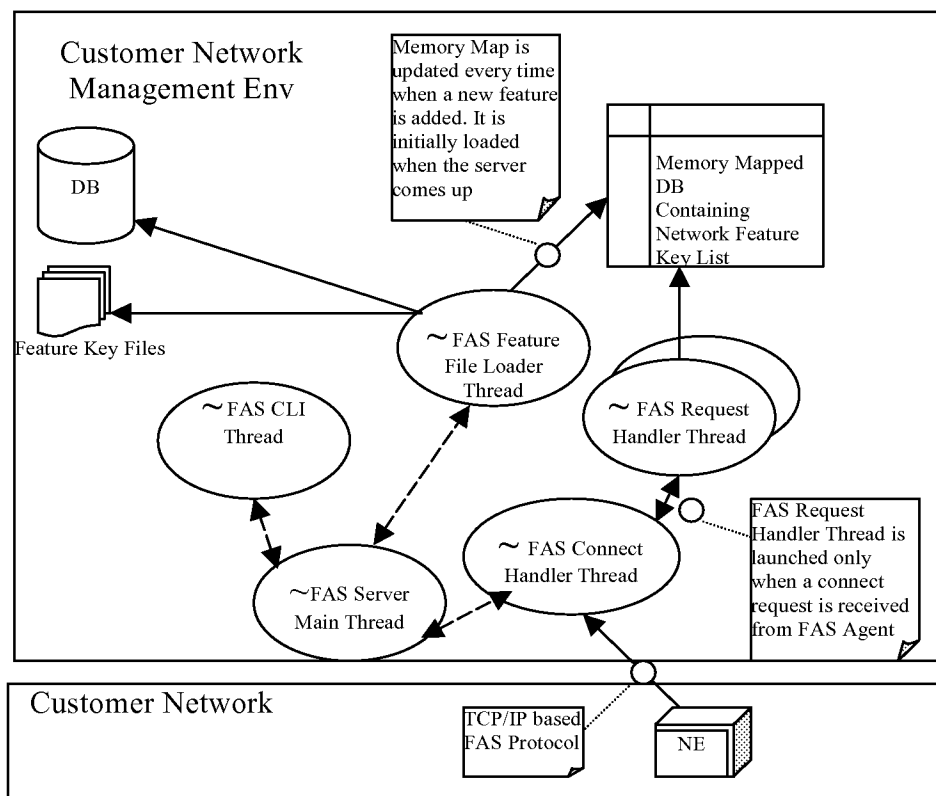 Customer Network
Management Env
Memory Map is
updated every time
when a new feature
is added. It is
initially loaded
when the server
comes up
DB
Memory Mapped
DB
Containing
Network Feature
Key List
Feature Key Files
~ FAS Feature
File Loader
Thread
~ FAS CLI
Thread
~ FAS Request
Handler Thread
~ FAS Connect
Handler Thread
FAS Request
Handler Thread is
launched only
when a connect
request is received
from FAS Agent
~FAS Server
Main Thread
Customer Network
TCP/IP based
FAS Protocol
NE